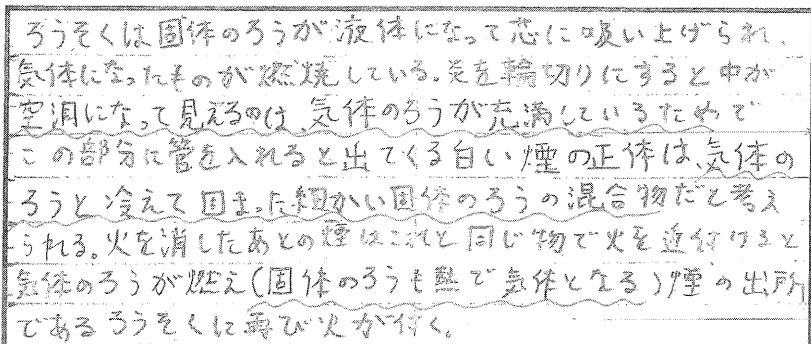 ろうそくは固体のろうが液体になって芯に吸い上げられ、
気体になったものが燃焼している。炎を輪切りにすると中が
空洞になって見えるのは、気体のろうが充満しているためで
この部分に管を入れると出てくる白い煙の正体は、気体の
ろうと冷えて固まった細かい固体のろうの混合物だと考え
られる。火を消したあとの煙はこれと同じ物で火を近付けると
気体のろうが燃え(固体のろうも熱で気体となる)煙の出所
であるろうそくに再び火が付く。